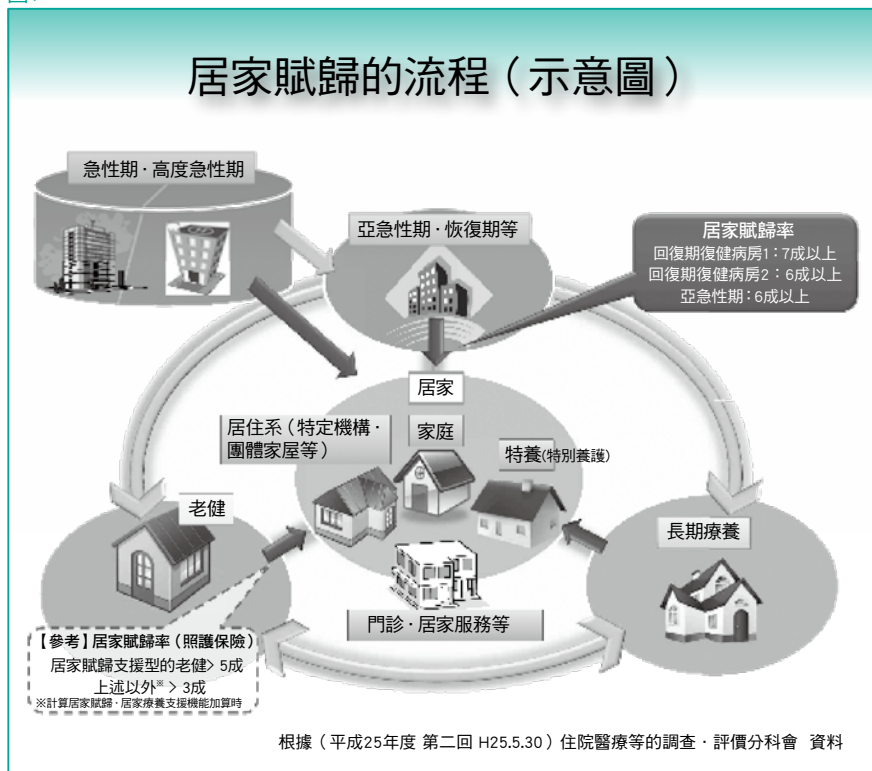 居家賦歸的流程（示意圖）
急性期·高度急性期
亞急性期·恢復期等
居家賦歸率
回復期復健病房1：7成以上
回復期復健病房2：6成以上
亞急性期：6成以上
居家
居住系（特定機構·
團體家屋等）
家庭
特養(特別養護)
老健
長期療養
門診·居家服務等
【參考】居家賦歸率（照護保險）
居家賦歸支援型的老健> 5成
上述以外※ > 3成
※計算居家賦歸·居家療養支援機能加算時
根據（平成25年度 第二回 H25.5.30）住院醫療等的調查·評價分科會 資料